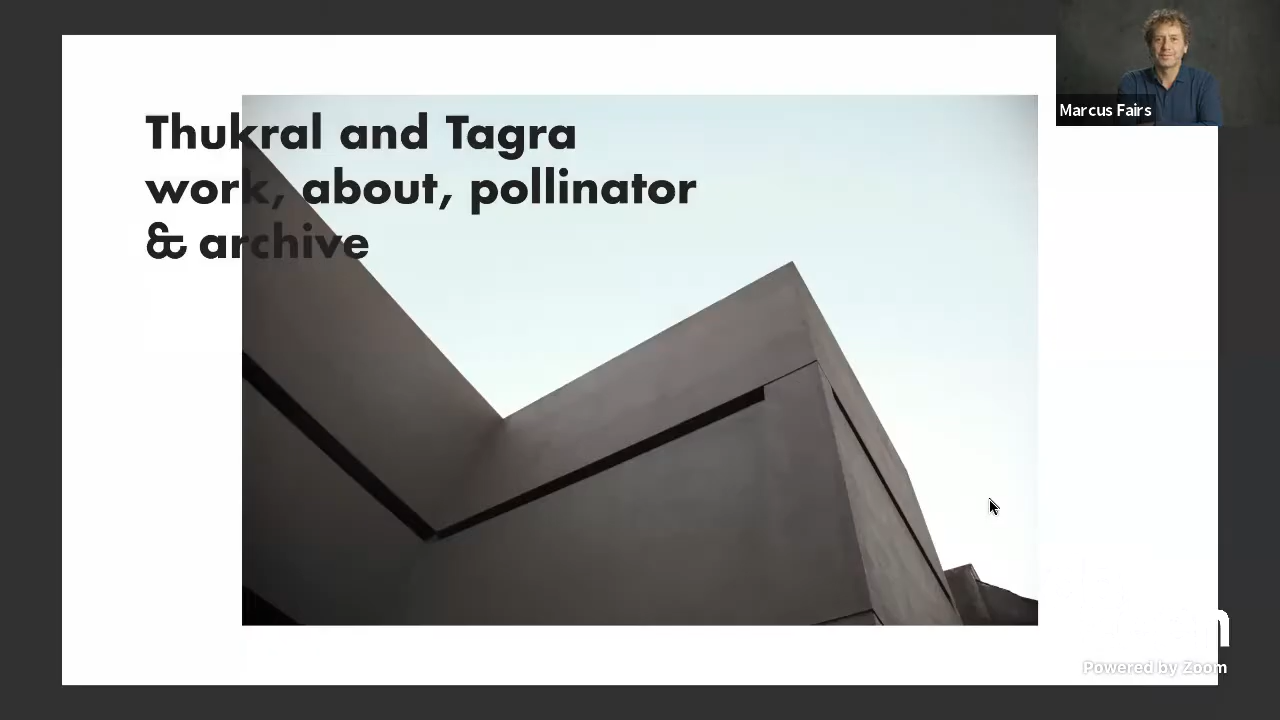 Thukral and Tagra
work, about, pollinator
& archive
Marcus Fairs
Powered by Zoom